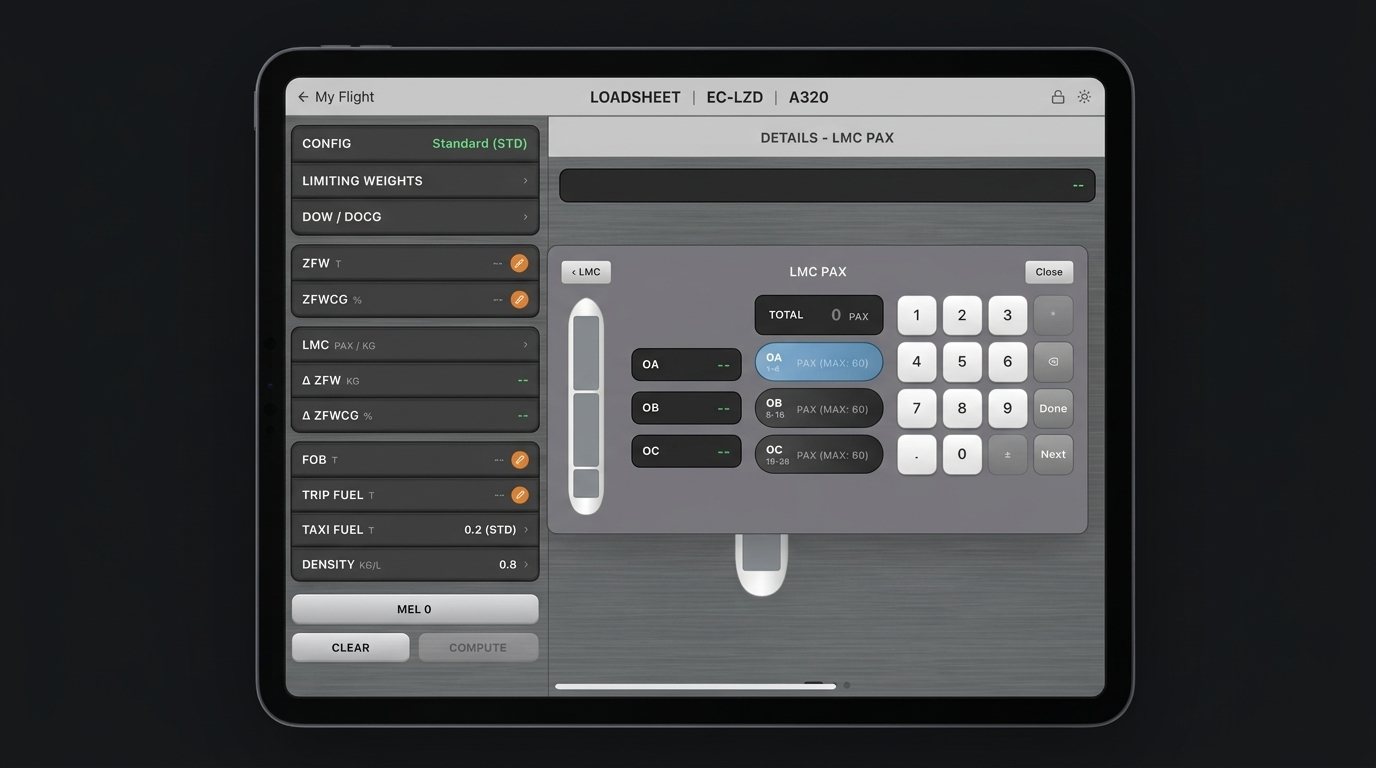 ← My Flight
LOADSHEET | EC-LZD | A320
CONFIG Standard (STD)
LIMITING WEIGHTS ›
DOW / DOCG ›
ZFW T --
ZFWCG % --
LMC PAX / KG ›
Δ ZFW KG --
Δ ZFWCG % --
FOB T --
TRIP FUEL T --
TAXI FUEL T 0.2 (STD) ›
DENSITY KG/L 0.8 ›
MEL 0
CLEAR COMPUTE
DETAILS - LMC PAX
--
‹ LMC LMC PAX Close
TOTAL 0 PAX
OA --
OB --
OC --
OA PAX (MAX: 60)
1-6
OB PAX (MAX: 60)
8-16
OC PAX (MAX: 60)
19-28
1 2 3 *
4 5 6
7 8 9 Done
. 0 ± Next